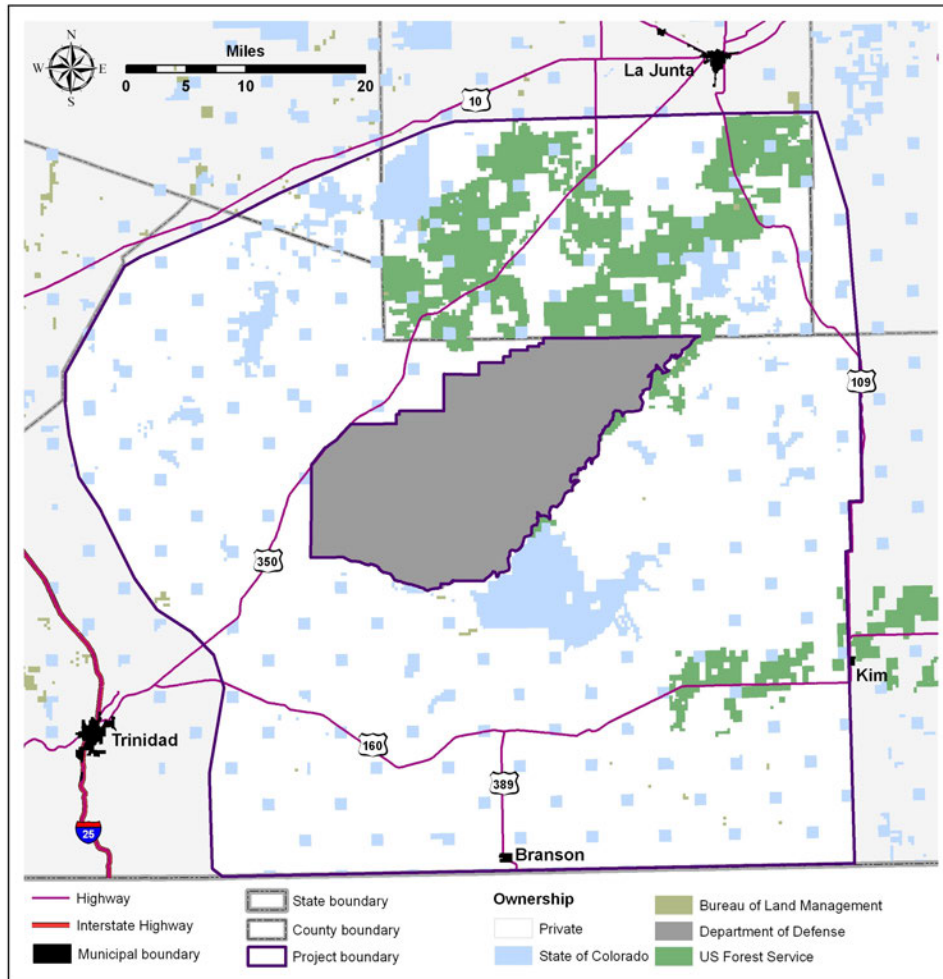 Miles
0 5 10 20
N
W E
S
La Junta
10
109
350
Kim
Trinidad
160
389
25
Branson
Highway
Interstate Highway
Municipal boundary
State boundary
County boundary
Project boundary
Ownership
Private
State of Colorado
Bureau of Land Management
Department of Defense
US Forest Service